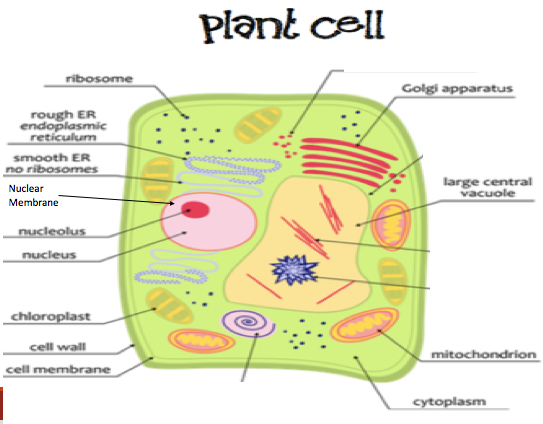 plant cell
ribosome
Golgi apparatus
rough ER
endoplasmic
reticulum
smooth ER
no ribosomes
Nuclear
Membrane
large central
vacuole
nucleolus
nucleus
chloroplast
cell wall
mitochondrion
cell membrane
cytoplasm